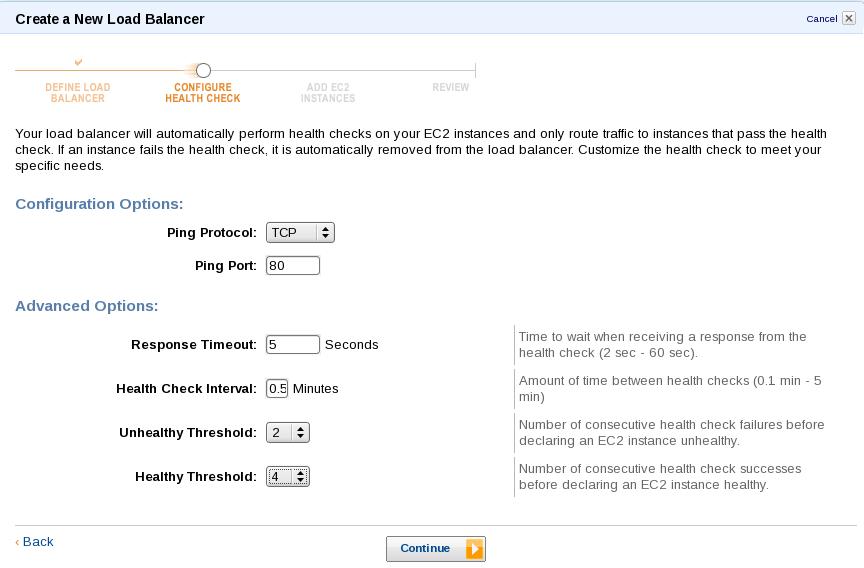 Create a New Load Balancer
Cancel
DEFINE LOAD
BALANCER
CONFIGURE
HEALTH CHECK
ADD EC2
INSTANCES
REVIEW
Your load balancer will automatically perform health checks on your EC2 instances and only route traffic to instances that pass the health
check. If an instance fails the health check, it is automatically removed from the load balancer. Customize the health check to meet your
specific needs.
Configuration Options:
Ping Protocol: TCP
Ping Port: 80
Advanced Options:
Response Timeout: 5 Seconds
Time to wait when receiving a response from the
health check (2 sec - 60 sec).
Health Check Interval: 0.5 Minutes
Amount of time between health checks (0.1 min - 5
min)
Unhealthy Threshold: 2
Number of consecutive health check failures before
declaring an EC2 instance unhealthy.
Healthy Threshold: 4
Number of consecutive health check successes
before declaring an EC2 instance healthy.
‹ Back
Continue